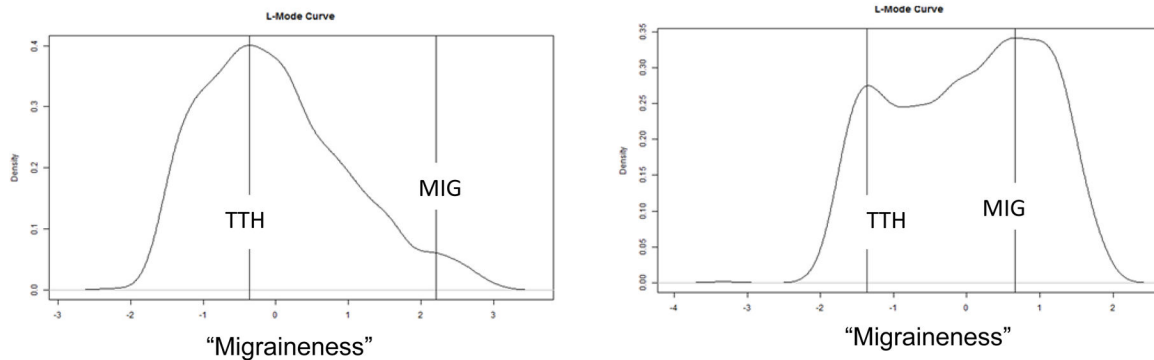 L-Mode Curve
Density
0.4
0.3
0.2
0.1
0.0
TTH
MIG
-3 -2 -1 0 1 2 3
“Migraineness”
L-Mode Curve
Density
0.35
0.30
0.25
0.20
0.15
0.10
0.05
0.00
TTH
MIG
-4 -3 -2 -1 0 1 2
“Migraineness”